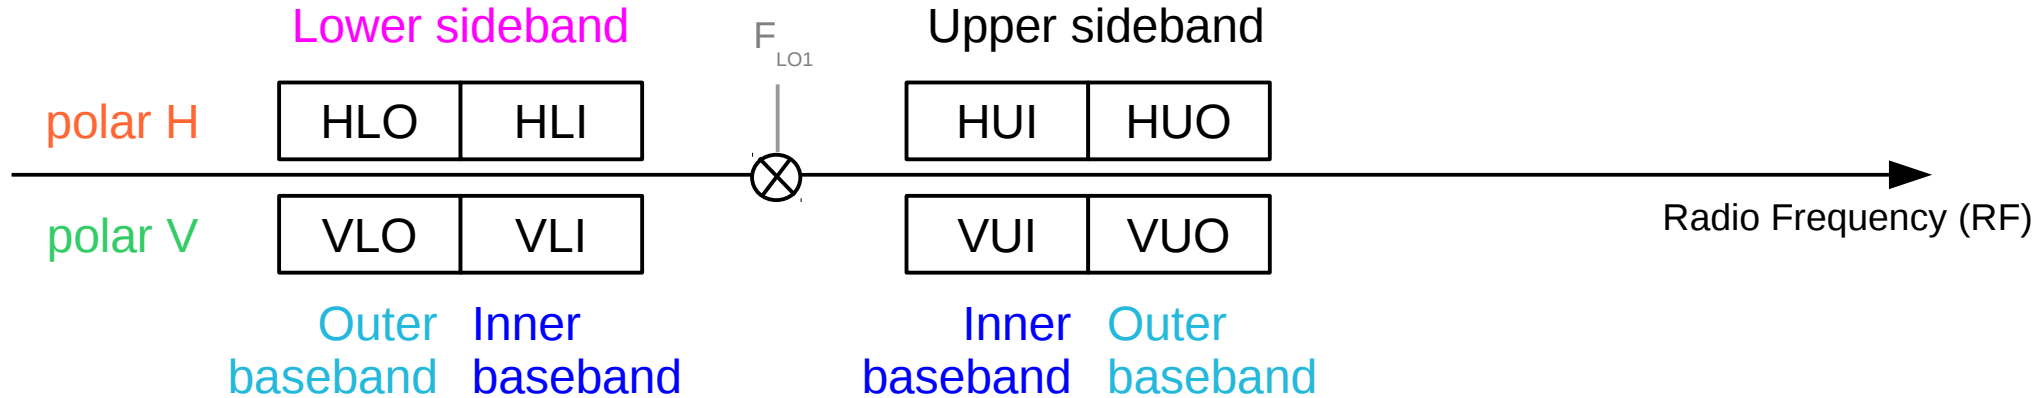 Lower sideband
F LO1
Upper sideband
polar H
HLO HLI
HUI HUO
polar V
VLO VLI
VUI VUO
Radio Frequency (RF)
Outer
baseband
Inner
baseband
Inner
baseband
Outer
baseband